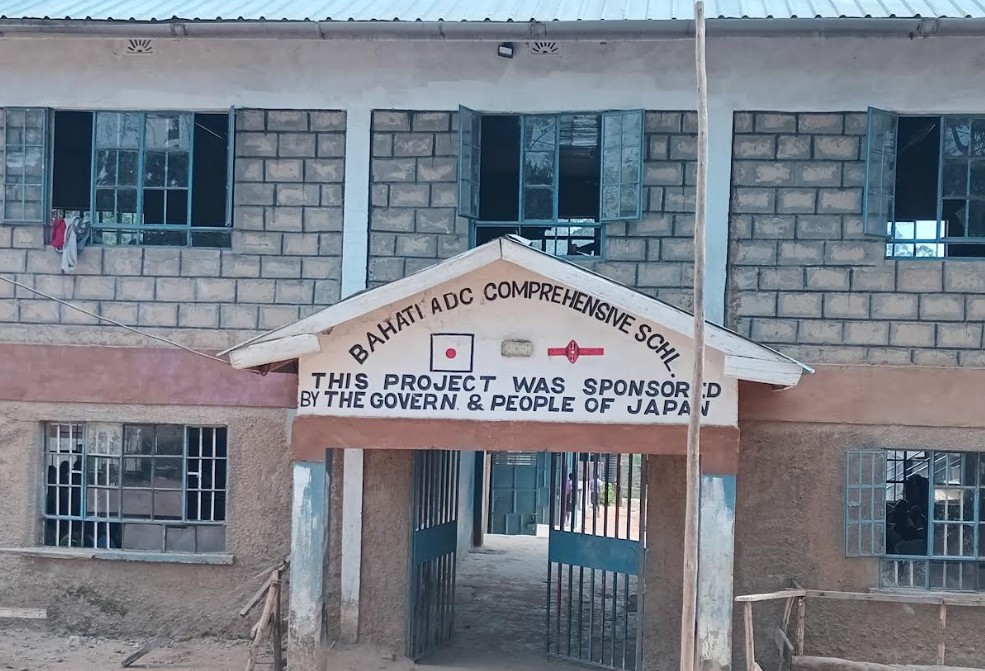 BAHATI ADC COMPREHENSIVE SCHL.
THIS PROJECT WAS SPONSORED
BY THE GOVERN. & PEOPLE OF JAPAN